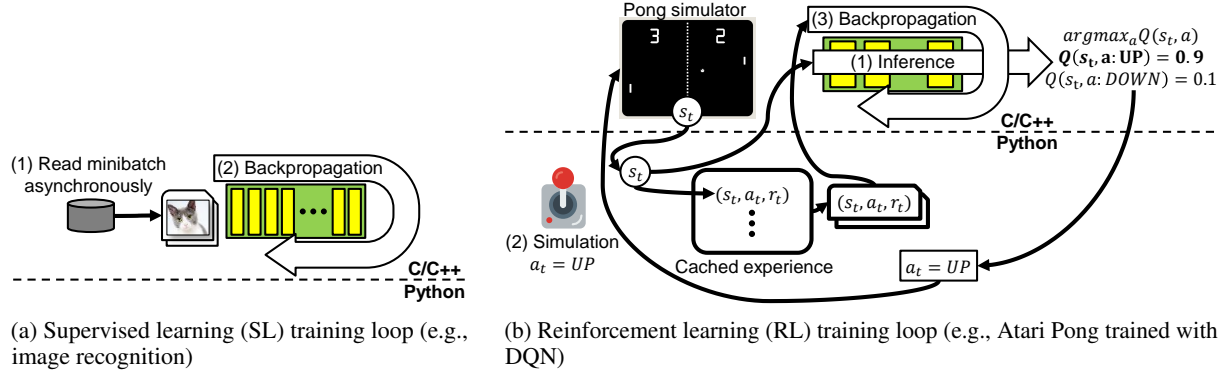 (1) Read minibatch
asynchronously
(2) Backpropagation
C/C++
Python
(a) Supervised learning (SL) training loop (e.g.,
image recognition)
Pong simulator
3 2
s_t
(3) Backpropagation
(1) Inference
argmax_a Q(s_t, a)
Q(s_t, a: UP) = 0.9
Q(s_t, a: DOWN) = 0.1
C/C++
Python
s_t
(s_t, a_t, r_t)
(s_t, a_t, r_t)
(2) Simulation
a_t = UP
Cached experience
a_t = UP
(b) Reinforcement learning (RL) training loop (e.g., Atari Pong trained with
DQN)